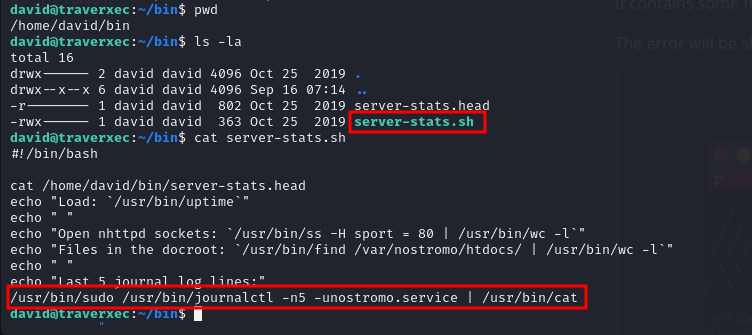 It contains some
david@traverxec:~/bin$ pwd
/home/david/bin
david@traverxec:~/bin$ ls -la
The error will be
total 16
drwx------ 2 david david 4096 Oct 25  2019 .
drwx--x--x 6 david david 4096 Sep 16 07:14 ..
-r-------- 1 david david  802 Oct 25  2019 server-stats.head
-rwx------ 1 david david  363 Oct 25  2019 server-stats.sh
david@traverxec:~/bin$ cat server-stats.sh
#!/bin/bash

cat /home/david/bin/server-stats.head
echo "Load: `/usr/bin/uptime`"
echo " "
echo "Open nhttpd sockets: `/usr/bin/ss -H sport = 80 | /usr/bin/wc -l`"
echo "Files in the docroot: `/usr/bin/find /var/nostromo/htdocs/ | /usr/bin/wc -l`"
echo " "
echo "Last 5 journal log lines:"
/usr/bin/sudo /usr/bin/journalctl -n5 -unostromo.service | /usr/bin/cat
david@traverxec:~/bin$